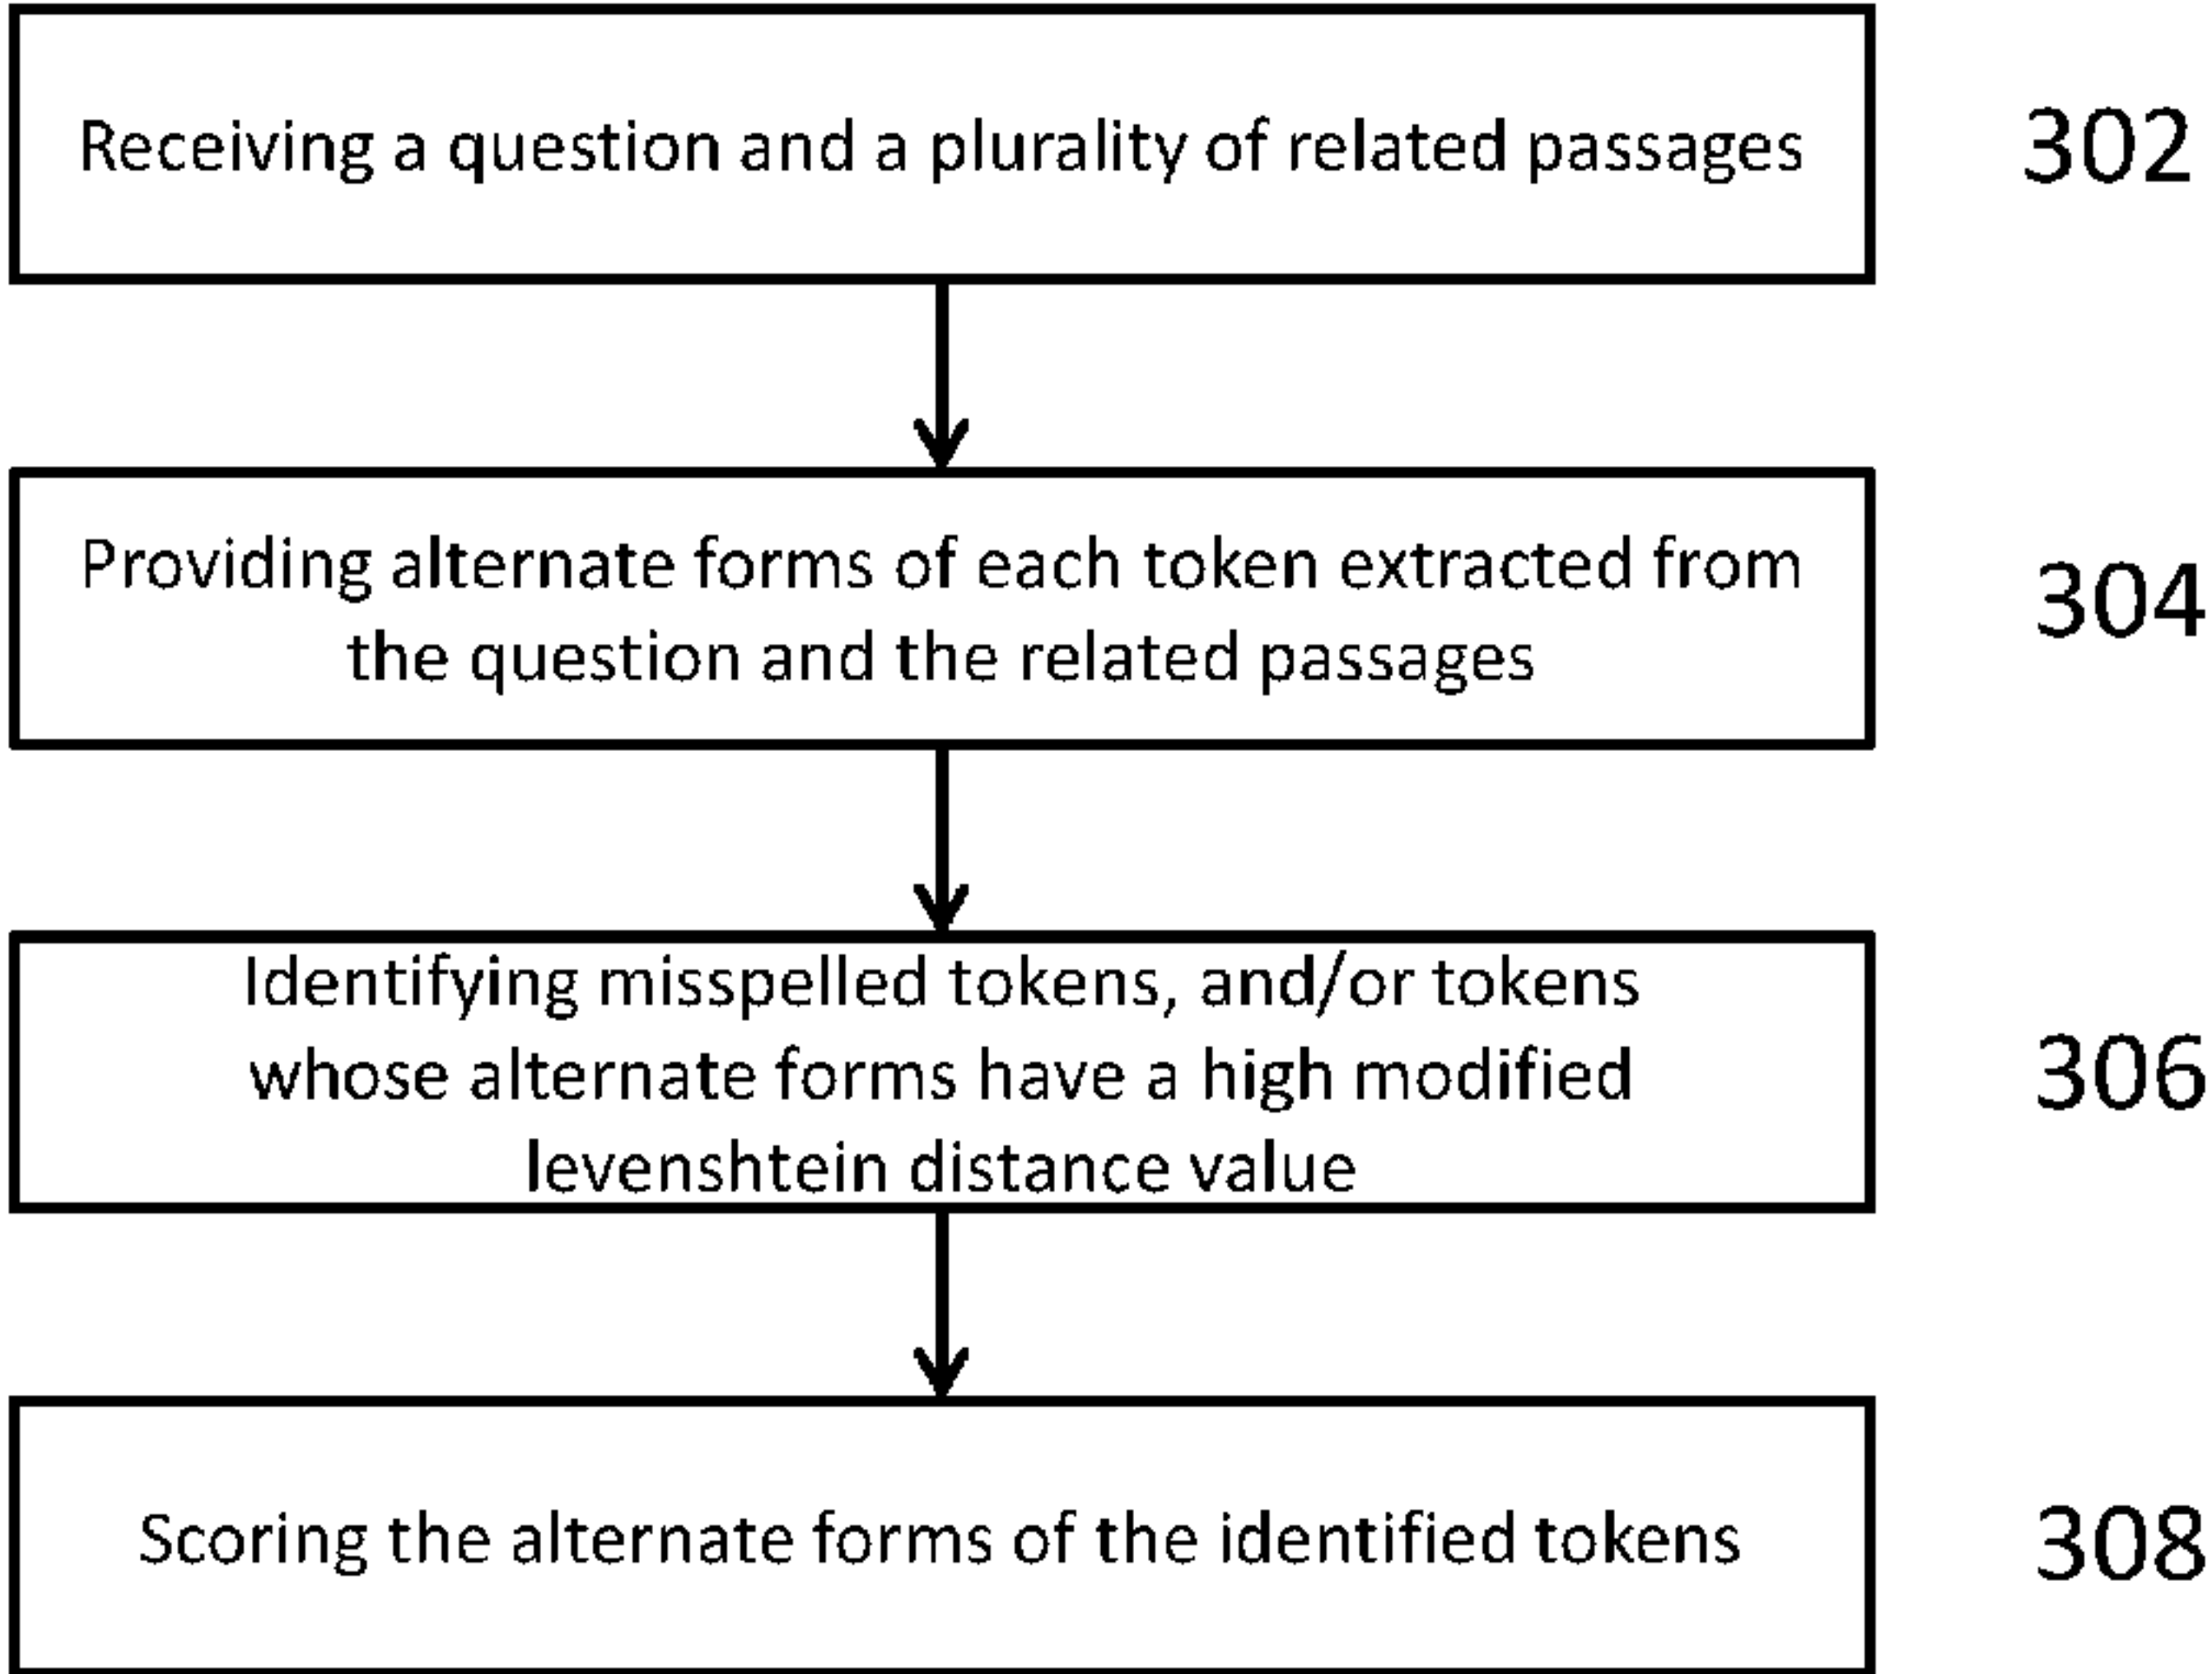 Receiving a question and a plurality of related passages
302
Providing alternate forms of each token extracted from
the question and the related passages
304
Identifying misspelled tokens, and/or tokens
whose alternate forms have a high modified
levenshtein distance value
306
Scoring the alternate forms of the identified tokens
308